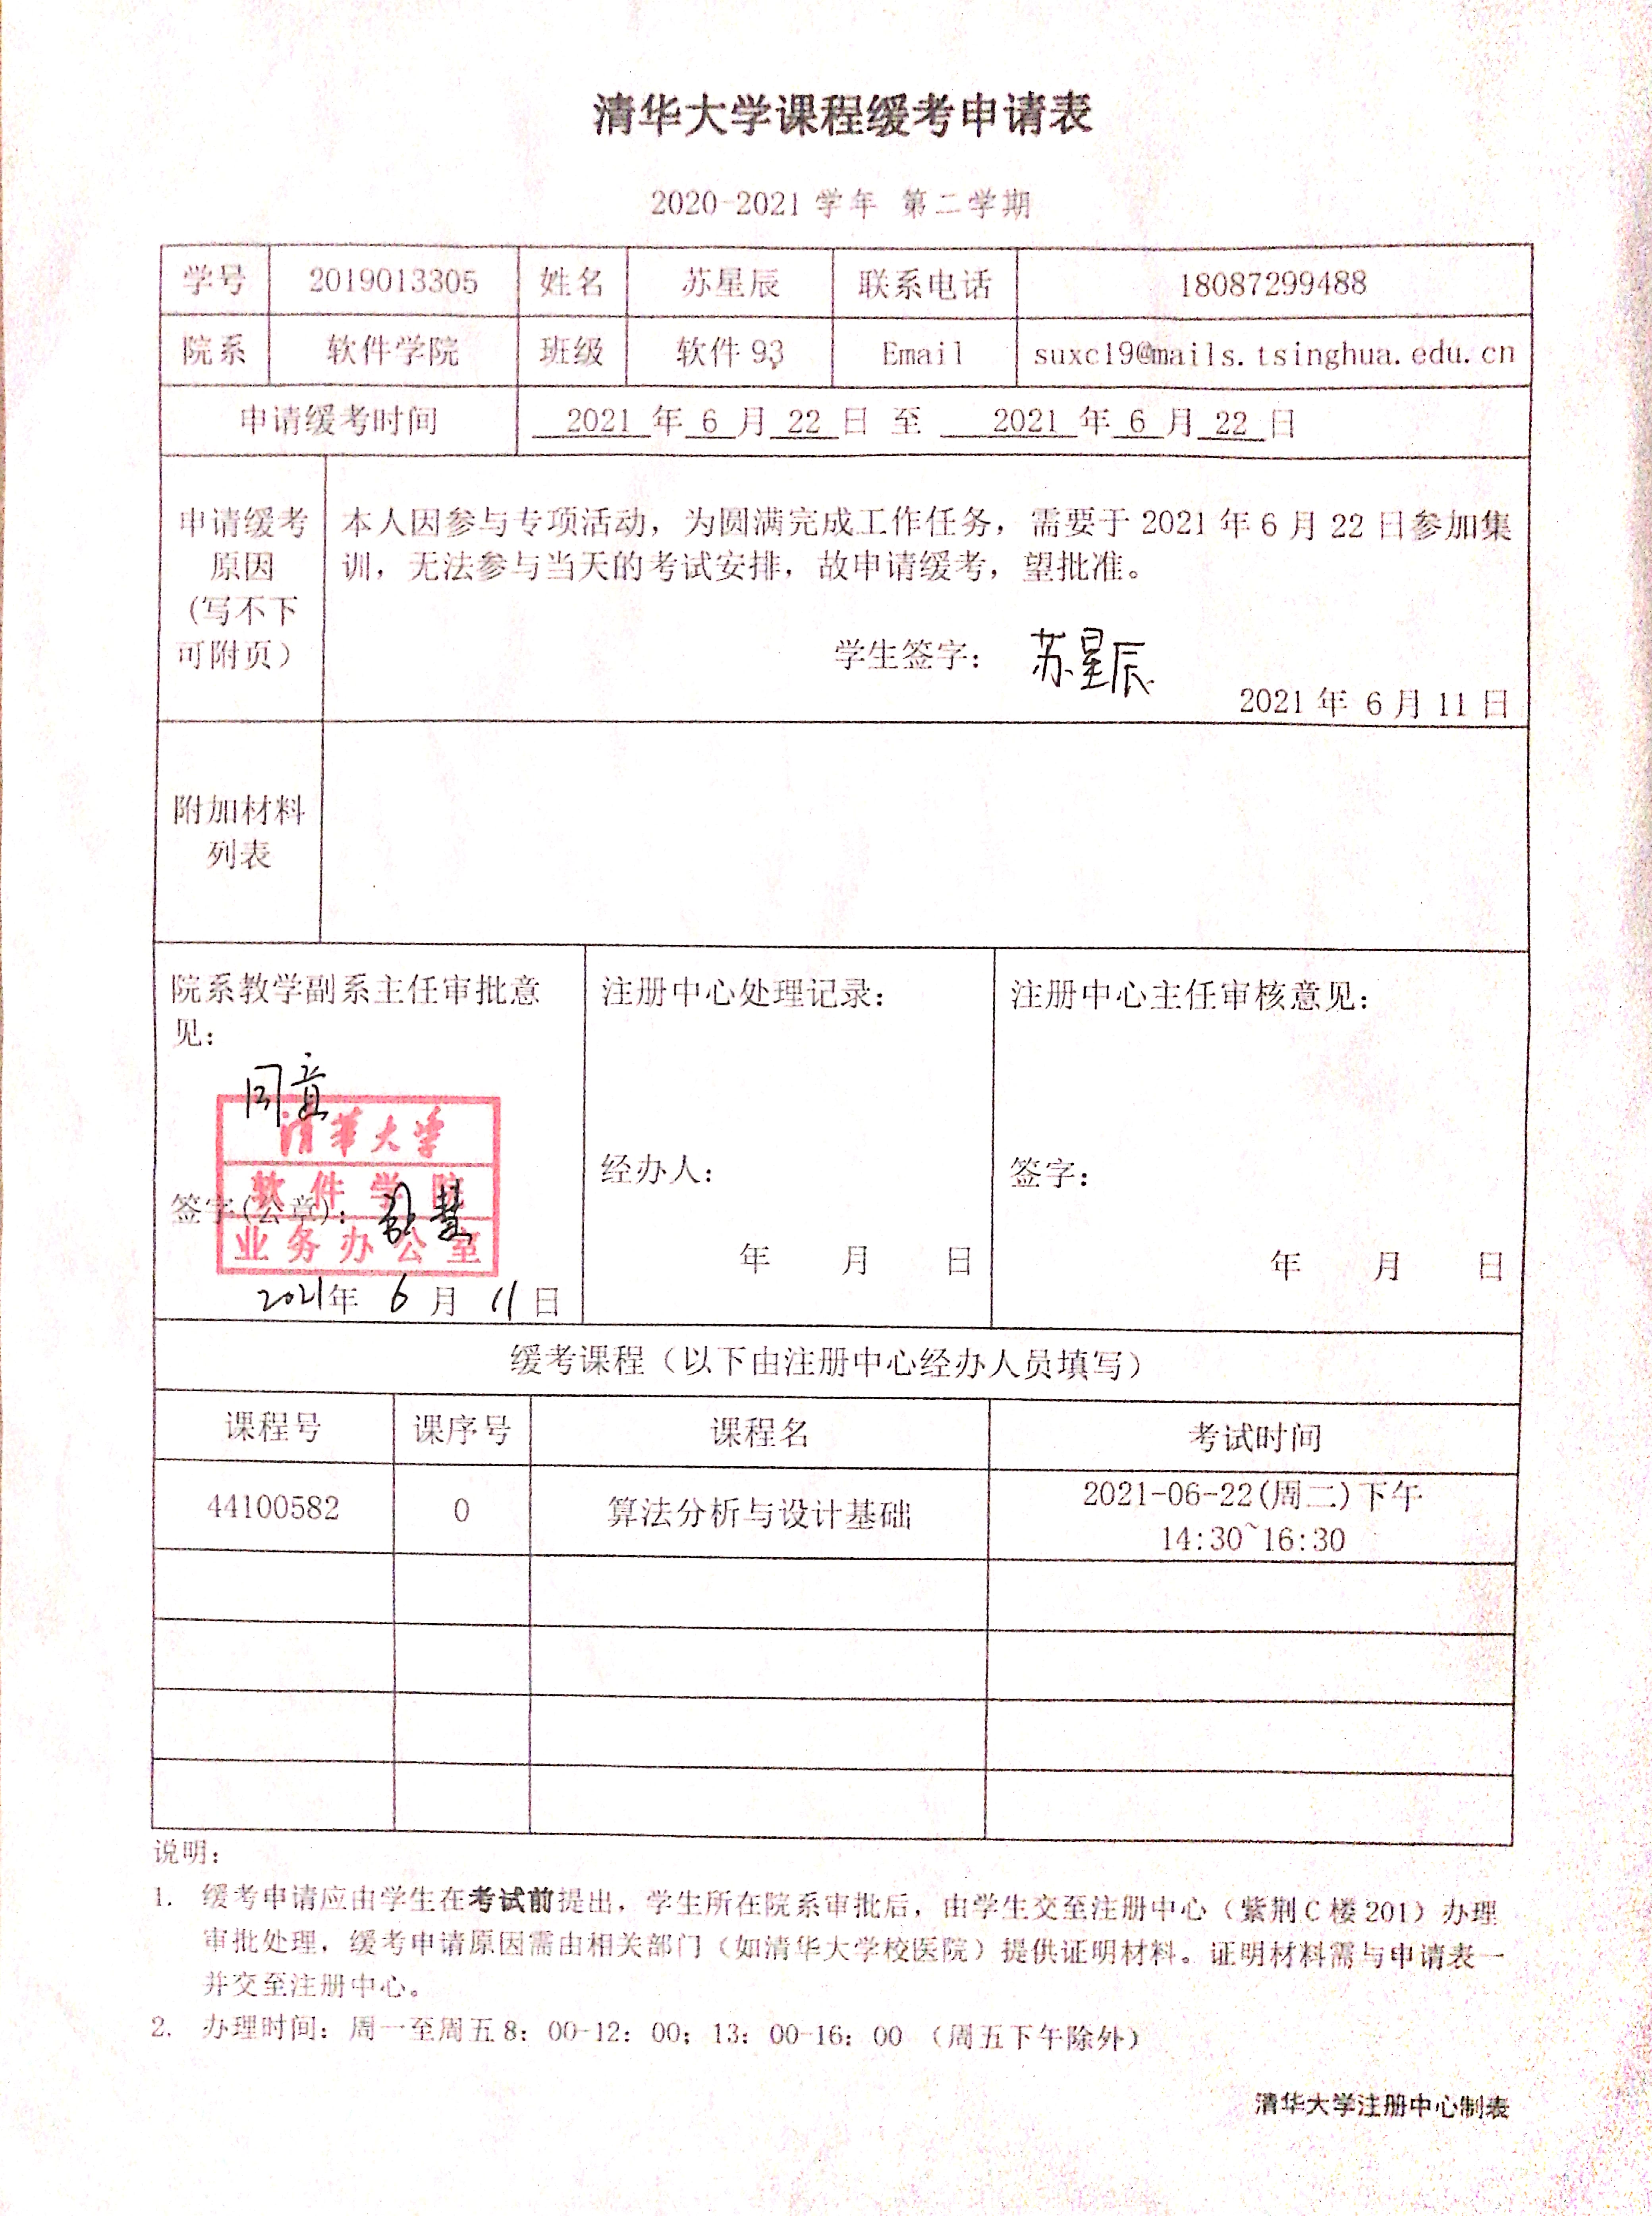 清华大学课程缓考申请表
2020-2021 学年 第二学期
学号 2019013305 姓名 苏星辰 联系电话 18087299488
院系 软件学院 班级 软件 93 Email suxc19@mails.tsinghua.edu.cn
申请缓考时间 2021 年 6 月 22 日 至 2021 年 6 月 22 日
申请缓考
原因
(写不下
可附页)
本人因参与专项活动，为圆满完成工作任务，需要于 2021 年 6 月 22 日参加集
训，无法参与当天的考试安排，故申请缓考，望批准。
学生签字： 苏星辰
2021 年 6 月 11 日
附加材料
列表
院系教学副系主任审批意
见：
同意
清华大学
软件学院
业务办公室
签字(公章)：
2021年 6 月 11 日
注册中心处理记录：
经办人：
年 月 日
注册中心主任审核意见：
签字：
年 月 日
缓考课程（以下由注册中心经办人员填写）
课程号 课序号 课程名 考试时间
44100582 0 算法分析与设计基础 2021-06-22(周二)下午
14:30~16:30
说明：
1. 缓考申请应由学生在考试前提出，学生所在院系审批后，由学生交至注册中心（紫荆 C 楼 201）办理
审批处理，缓考申请原因需由相关部门（如清华大学校医院）提供证明材料。证明材料需与申请表一
并交至注册中心。
2. 办理时间：周一至周五 8：00-12：00；13：00-16：00 （周五下午除外）
清华大学注册中心制表